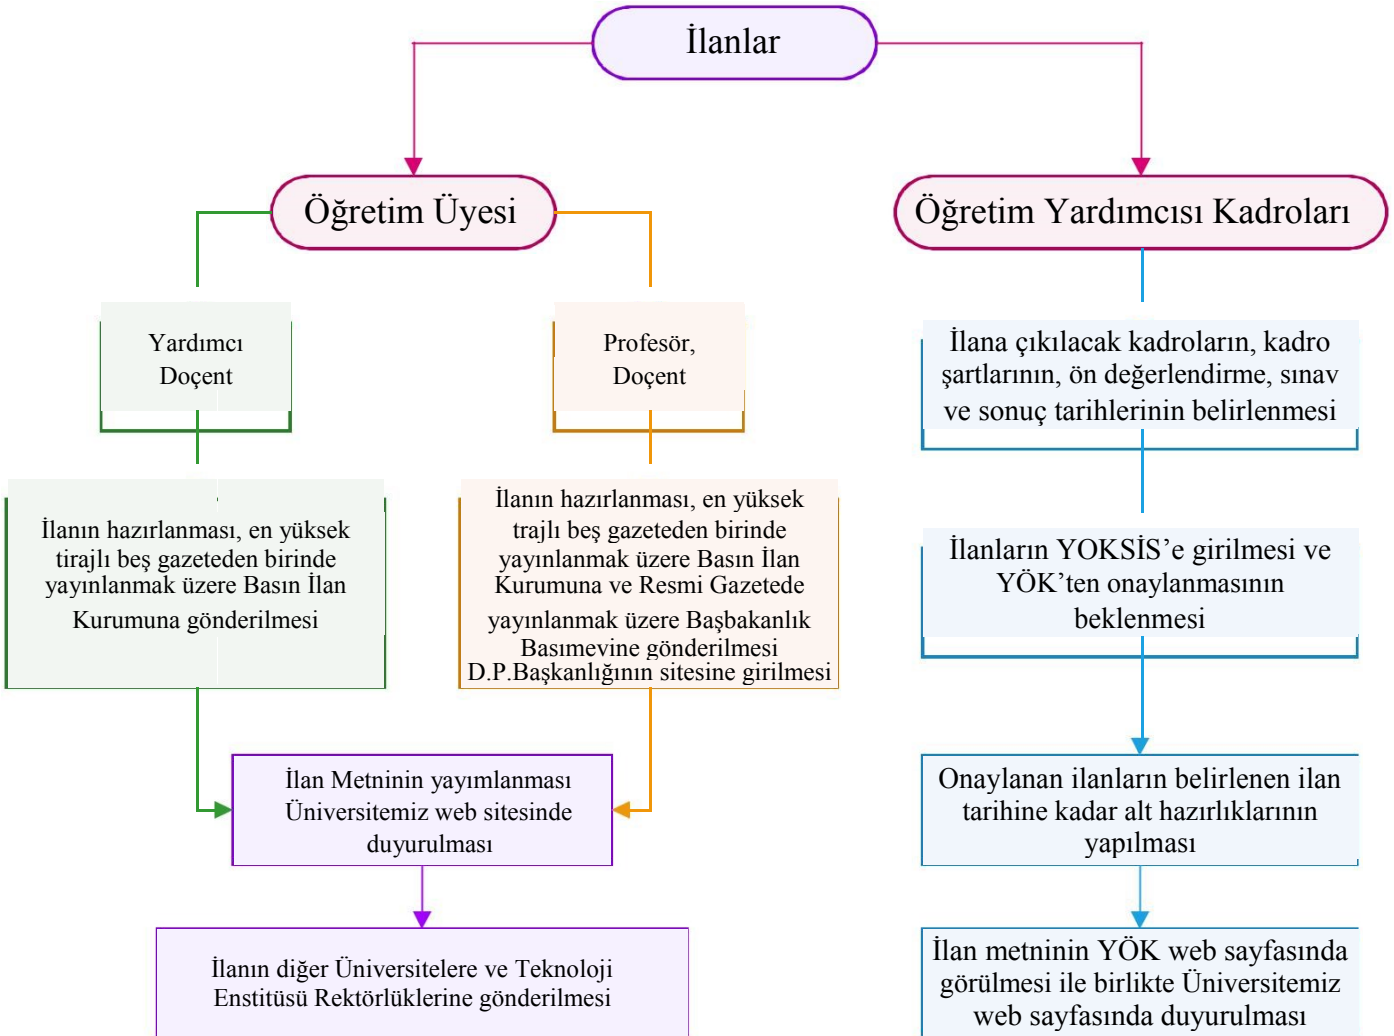 İlanlar
Öğretim Üyesi
Öğretim Yardımcısı Kadroları
Yardımcı
Doçent
Profesör,
Doçent
İlana çıkılacak kadroların, kadro
şartlarının, ön değerlendirme, sınav
ve sonuç tarihlerinin belirlenmesi
İlanın hazırlanması, en yüksek
tirajlı beş gazeteden birinde
yayınlanmak üzere Basın İlan
Kurumuna gönderilmesi
İlanın hazırlanması, en yüksek
trajlı beş gazeteden birinde
yayınlanmak üzere Basın İlan
Kurumuna ve Resmi Gazetede
yayınlanmak üzere Başbakanlık
Basımevine gönderilmesi
D.P.Başkanlığının sitesine girilmesi
İlanların YOKSİS’e girilmesi ve
YÖK’ten onaylanmasının
beklenmesi
İlan Metninin yayımlanması
Üniversitemiz web sitesinde
duyurulması
Onaylanan ilanların belirlenen ilan
tarihine kadar alt hazırlıklarının
yapılması
İlanın diğer Üniversitelere ve Teknoloji
Enstitüsü Rektörlüklerine gönderilmesi
İlan metninin YÖK web sayfasında
görülmesi ile birlikte Üniversitemiz
web sayfasında duyurulması